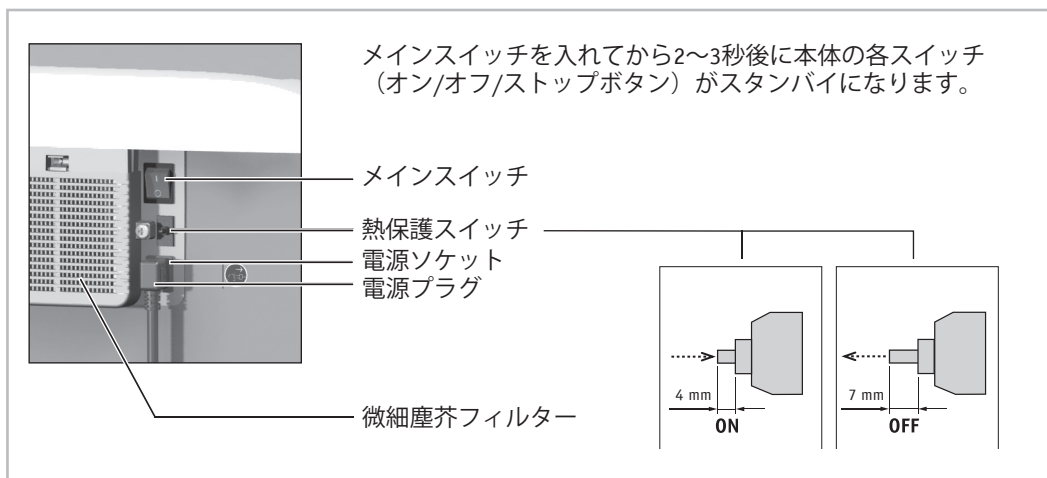 メインスイッチを入れてから2〜3秒後に本体の各スイッチ
（オン/オフ/ストップボタン）がスタンバイになります。
メインスイッチ
熱保護スイッチ
電源ソケット
電源プラグ
微細塵芥フィルター
4 mm
ON
7 mm
OFF